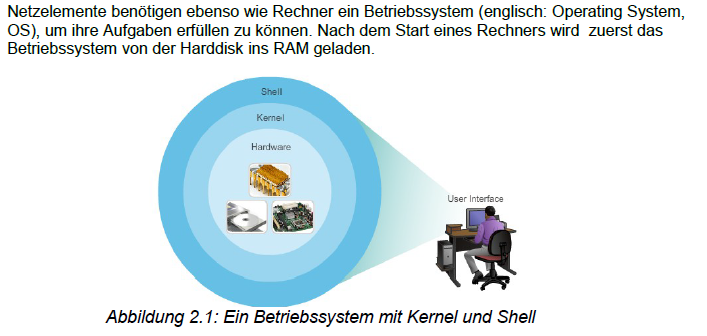 Netzelemente benötigen ebenso wie Rechner ein Betriebssystem (englisch: Operating System,
OS), um ihre Aufgaben erfüllen zu können. Nach dem Start eines Rechners wird  zuerst das
Betriebssystem von der Harddisk ins RAM geladen.
Shell
Kernel
Hardware
User Interface
Abbildung 2.1: Ein Betriebssystem mit Kernel und Shell